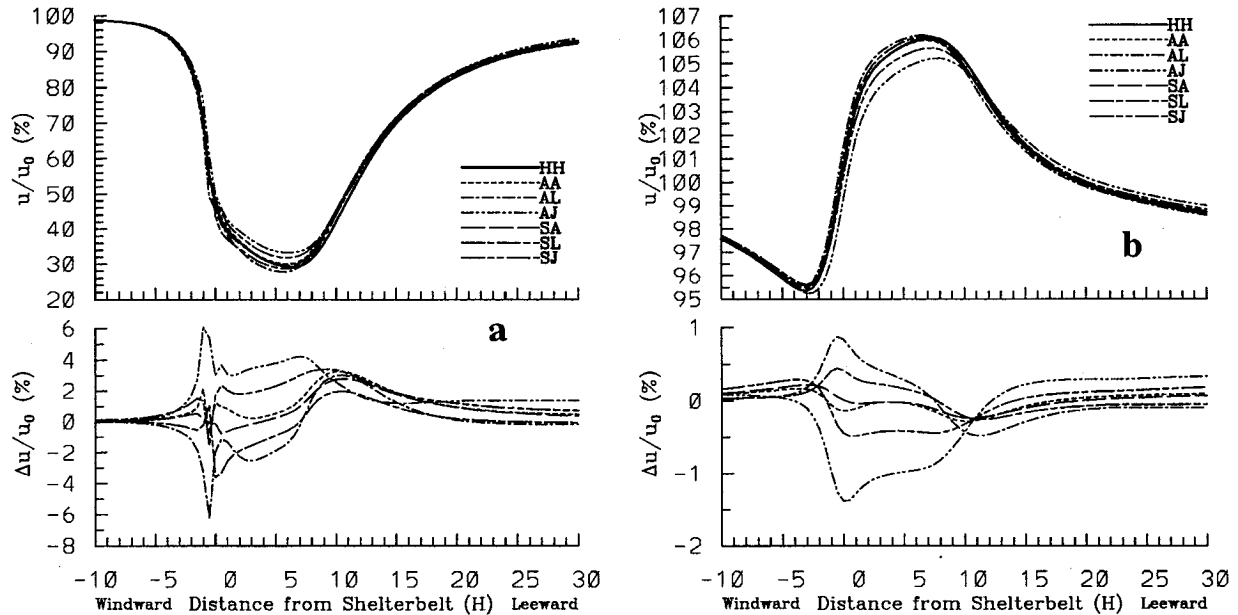 100
90
80
70
60
50
40
30
20
u/u0 (%)
HH
AA
AL
AJ
SA
SL
SJ
a
6
4
2
0
-2
-4
-6
-8
Δu/u0 (%)
-10 -5 0 5 10 15 20 25 30
Windward Distance from Shelterbelt (H) Leeward
107
106
105
104
103
102
101
100
99
98
97
96
95
u/u0 (%)
HH
AA
AL
AJ
SA
SL
SJ
b
1
0
-1
-2
Δu/u0 (%)
-10 -5 0 5 10 15 20 25 30
Windward Distance from Shelterbelt (H) Leeward